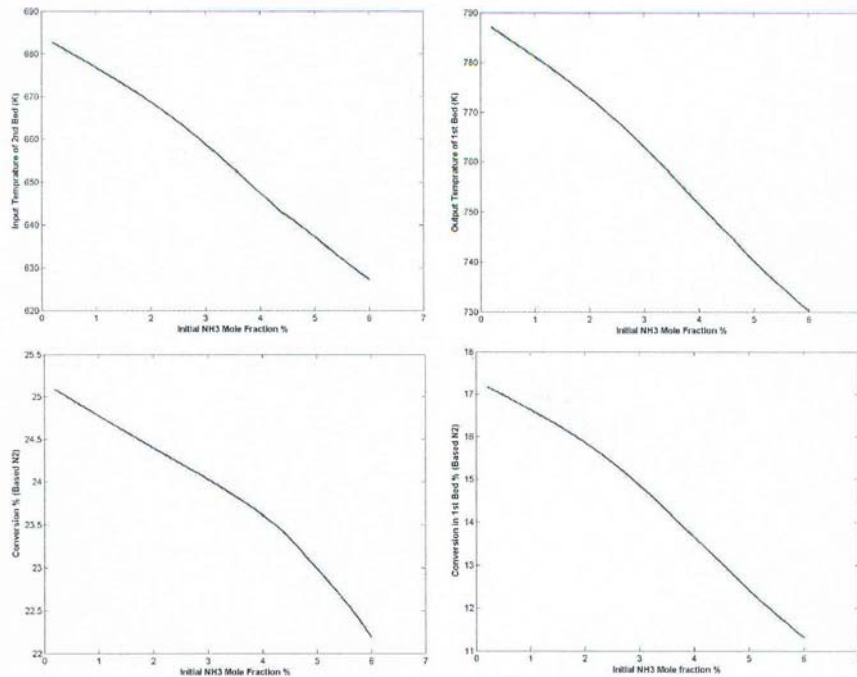 690
680
670
660
650
640
630
620
Input Temprature of 2nd Bed (K)
0 1 2 3 4 5 6 7
Initial NH3 Mole Fraction %
790
780
770
760
750
740
730
Output Temprature of 1st Bed (K)
0 1 2 3 4 5 6
Initial NH3 Mole Fraction %
25.5
25
24.5
24
23.5
23
22.5
22
Conversion % (Based N2)
0 1 2 3 4 5 6 7
Initial NH3 Mole Fraction %
18
17
16
15
14
13
12
11
Conversion in 1st Bed % (Based N2)
0 1 2 3 4 5 6 7
Initial NH3 Mole fraction %